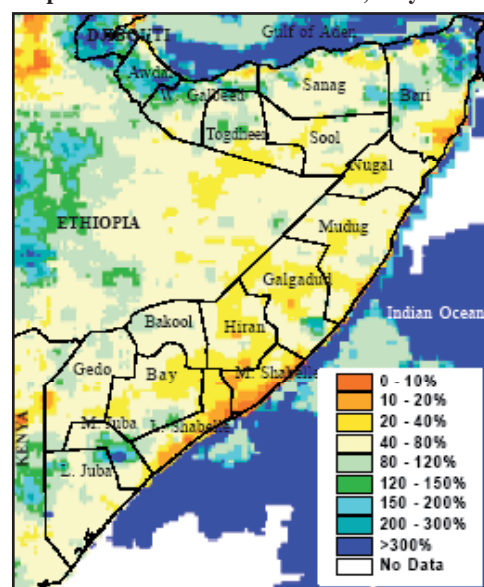 Gulf of Aden
DJIBOUTI
Awdal
W. Galbeed
Sanag
Bari
Togdheer
Sool
Nugal
ETHIOPIA
Mudug
Galgadud
Indian Ocean
Bakool
Hiran
Gedo
Bay
M. Shabelle
M. Juba
L. Shabelle
KENYA
L. Juba
0 - 10%
10 - 20%
20 - 40%
40 - 80%
80 - 120%
120 - 150%
150 - 200%
200 - 300%
>300%
No Data